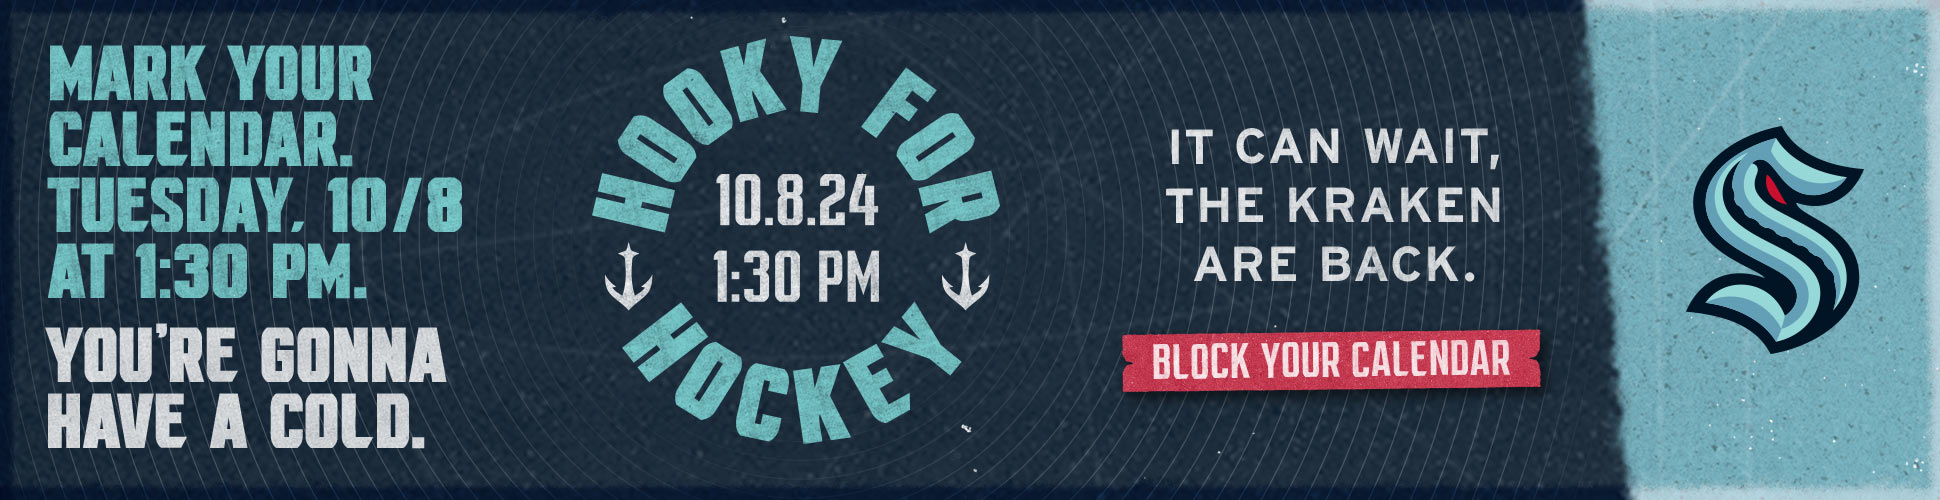 MARK YOUR
CALENDAR.
TUESDAY, 10/8
AT 1:30 PM.
YOU'RE GONNA
HAVE A COLD.
HOOKY FOR
10.8.24
1:30 PM
HOCKEY
IT CAN WAIT,
THE KRAKEN
ARE BACK.
BLOCK YOUR CALENDAR